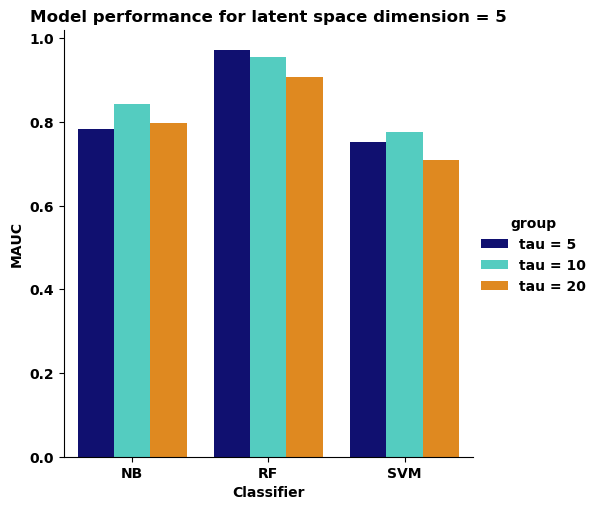 Model performance for latent space dimension = 5
1.0
0.8
0.6
0.4
0.2
0.0
MAUC
NB RF SVM
Classifier
group
tau = 5
tau = 10
tau = 20